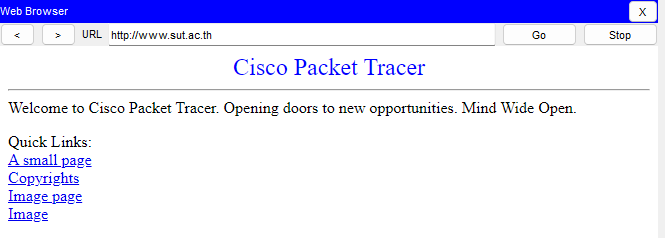 Web Browser X
< > URL http://www.sut.ac.th Go Stop
Cisco Packet Tracer
Welcome to Cisco Packet Tracer. Opening doors to new opportunities. Mind Wide Open.
Quick Links:
A small page
Copyrights
Image page
Image